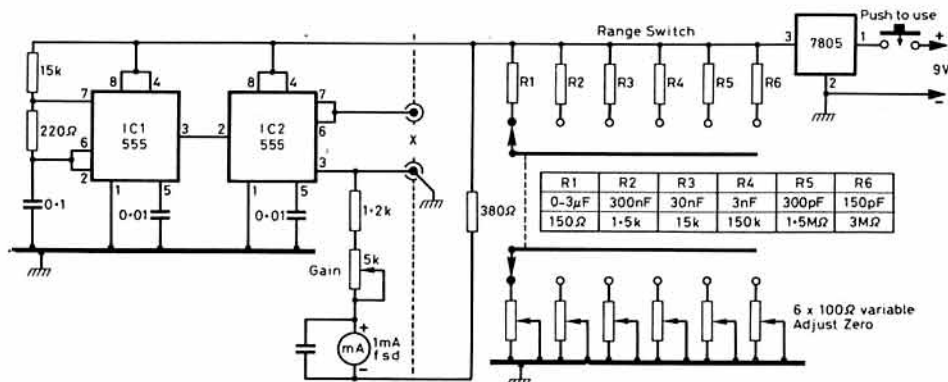 Range Switch
Push to use
15k
8 4
7
IC1
555
3
220Ω
6
2
1 5
0·1
0·01
8 4
2
IC2
555
7
6
3
1 5
0·01
X
1·2k
Gain
5k
+
mA
1mA
fsd
-
380Ω
R1
R2
R3
R4
R5
R6
3
7805
1
2
+
9V
-
R1 R2 R3 R4 R5 R6
0-3µF 300nF 30nF 3nF 300pF 150pF
150Ω 1·5k 15k 150k 1·5MΩ 3MΩ
6 x 100Ω variable
Adjust Zero